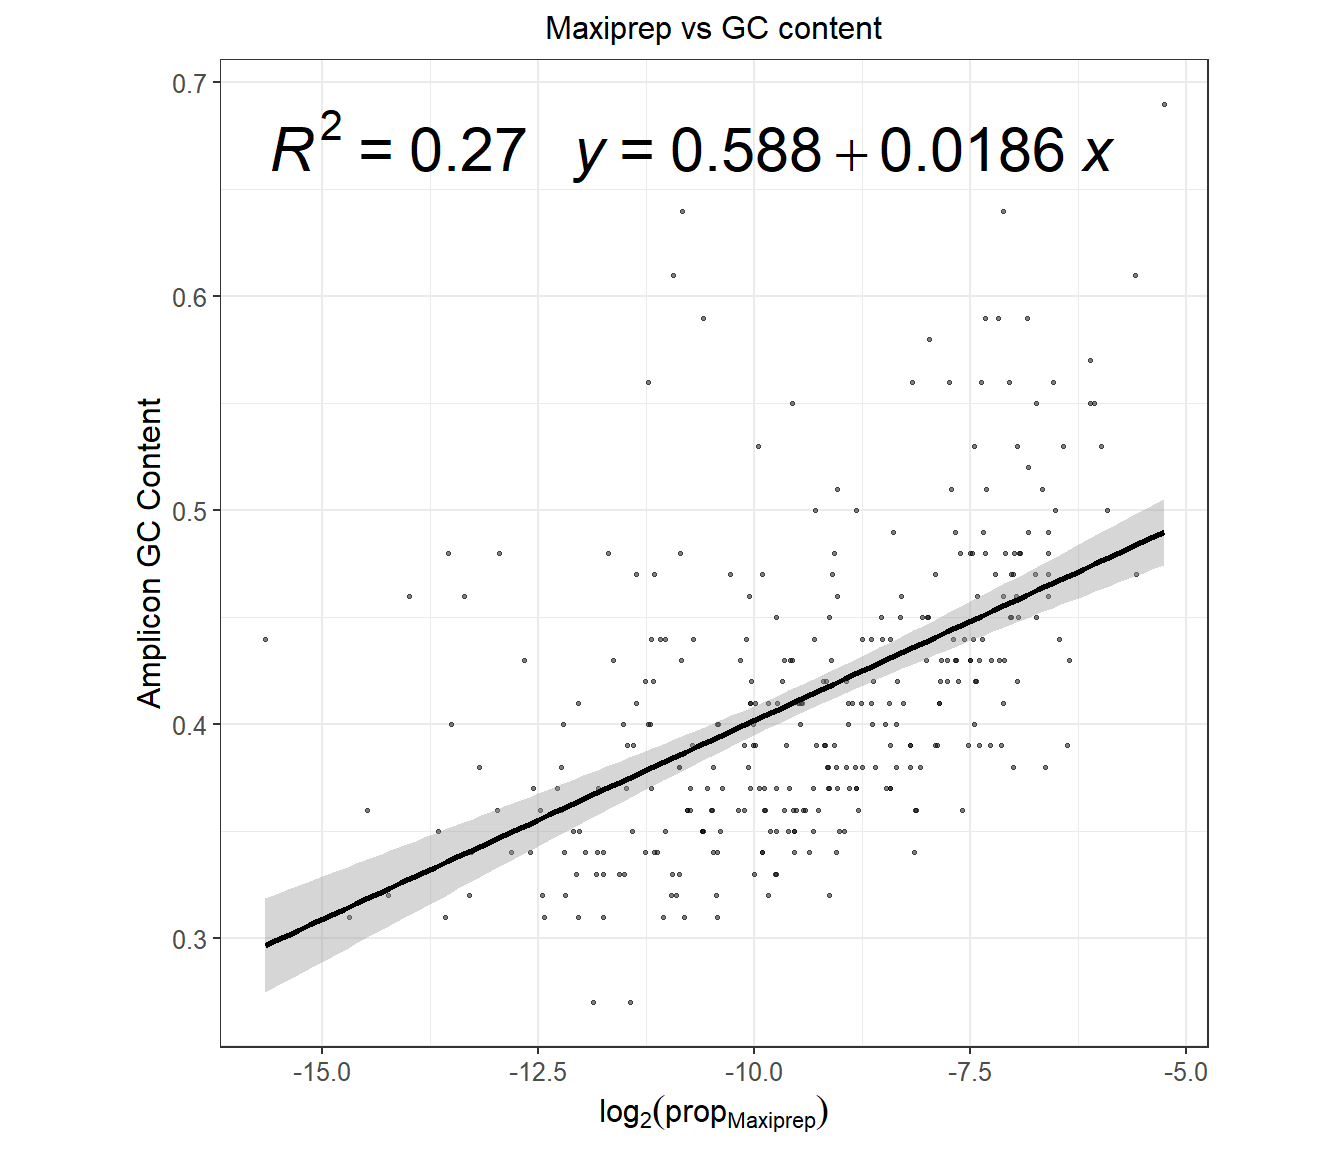 Maxiprep vs GC content
R² = 0.27 y = 0.588 + 0.0186 x
Amplicon GC Content
0.7
0.6
0.5
0.4
0.3
-15.0 -12.5 -10.0 -7.5 -5.0
log₂(prop_Maxiprep)